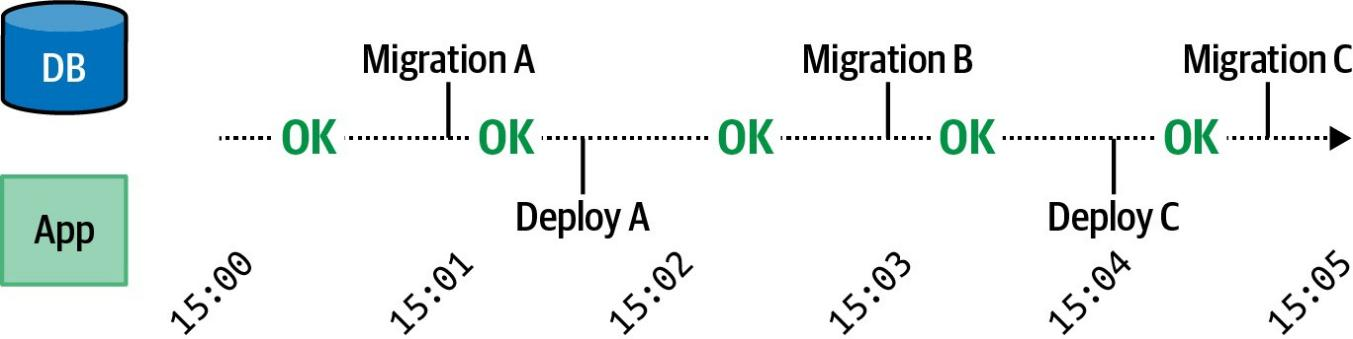 DB
Migration A
Migration B
Migration C
OK
OK
OK
OK
OK
App
Deploy A
Deploy C
15:00
15:01
15:02
15:03
15:04
15:05